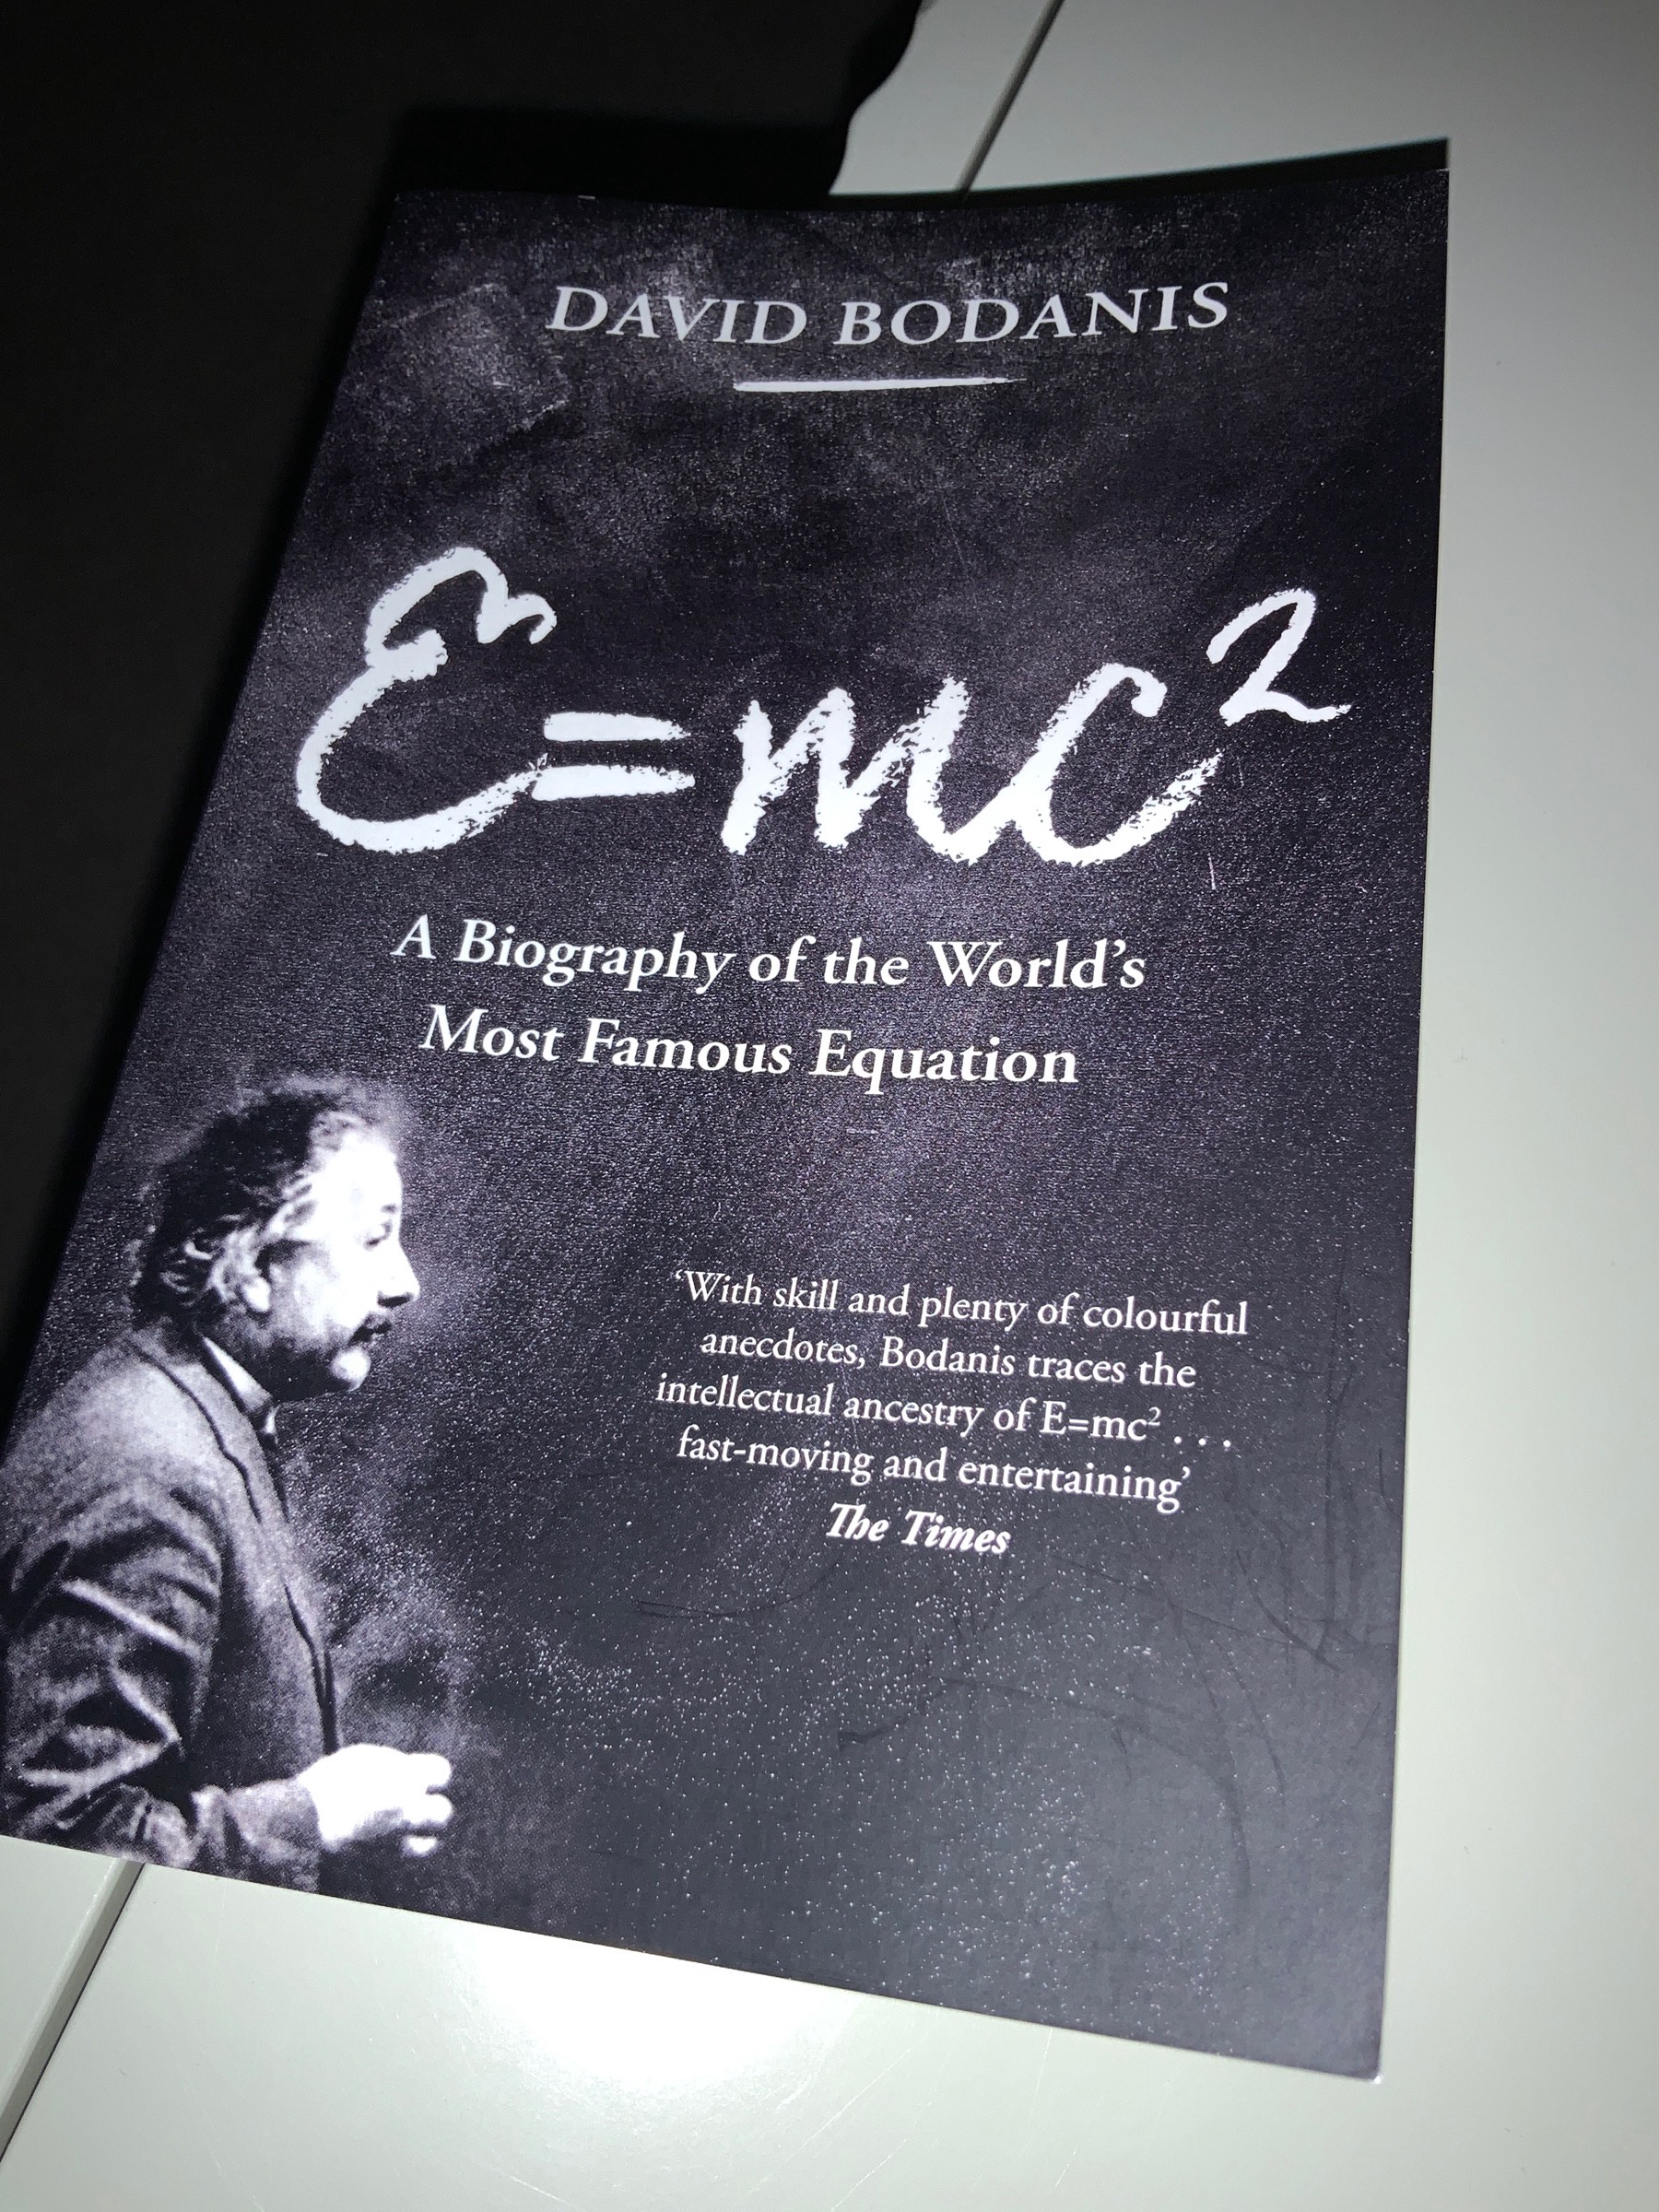 DAVID BODANIS
E=mc²
A Biography of the World's
Most Famous Equation
‘With skill and plenty of colourful
anecdotes, Bodanis traces the
intellectual ancestry of E=mc² . . .
fast-moving and entertaining’
The Times